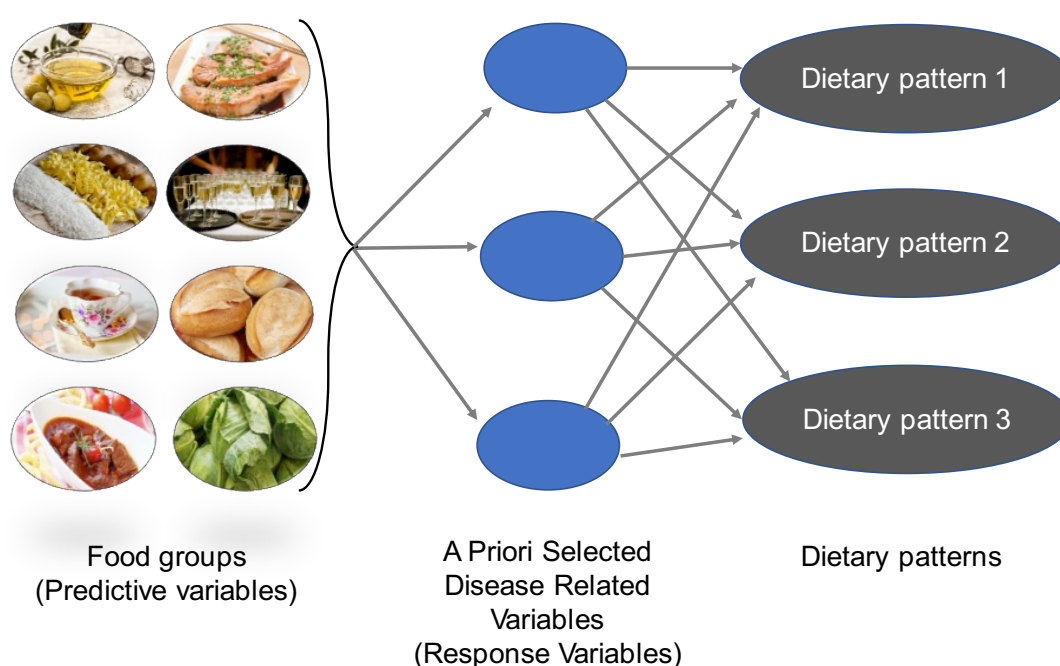 Dietary pattern 1
Dietary pattern 2
Dietary pattern 3
Food groups
(Predictive variables)
A Priori Selected
Disease Related
Variables
(Response Variables)
Dietary patterns